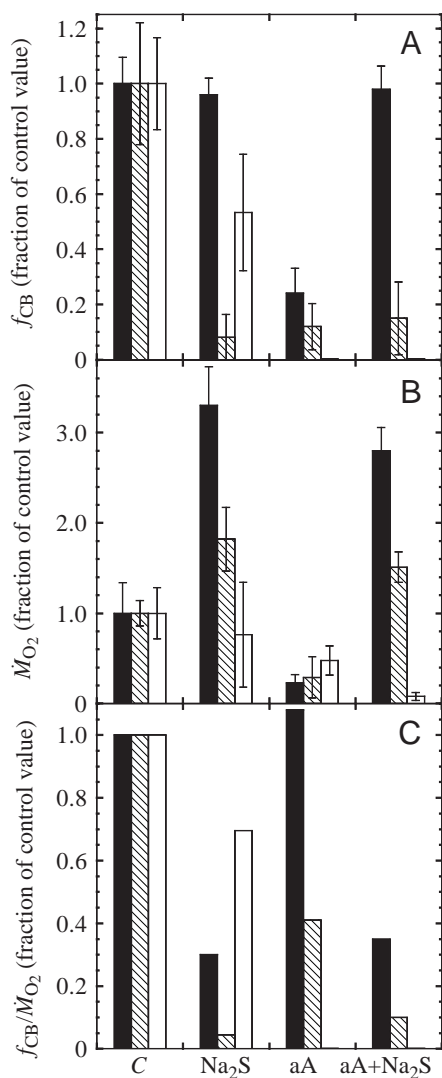 A
1.2
1.0
0.8
0.6
0.4
0.2
0
f_CB (fraction of control value)
B
3.0
2.0
1.0
0
Ṁ_O₂ (fraction of control value)
C
1.0
0.8
0.6
0.4
0.2
0
f_CB/Ṁ_O₂ (fraction of control value)
C Na₂S aA aA+Na₂S